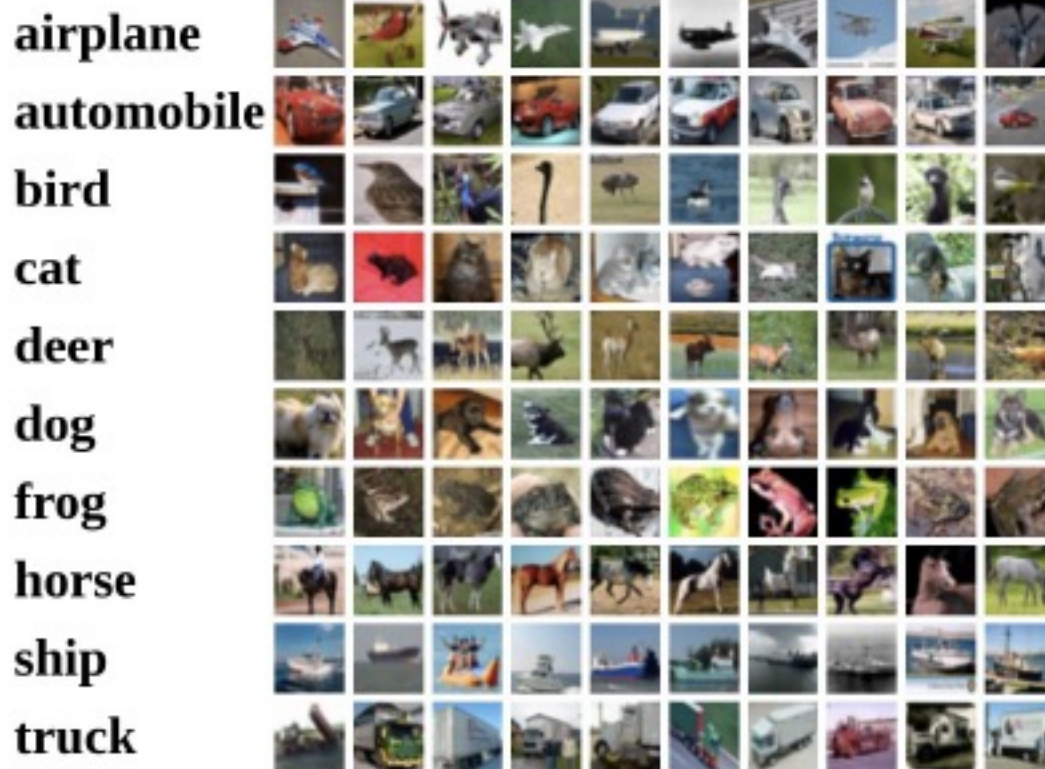 airplane
automobile
bird
cat
deer
dog
frog
horse
ship
truck